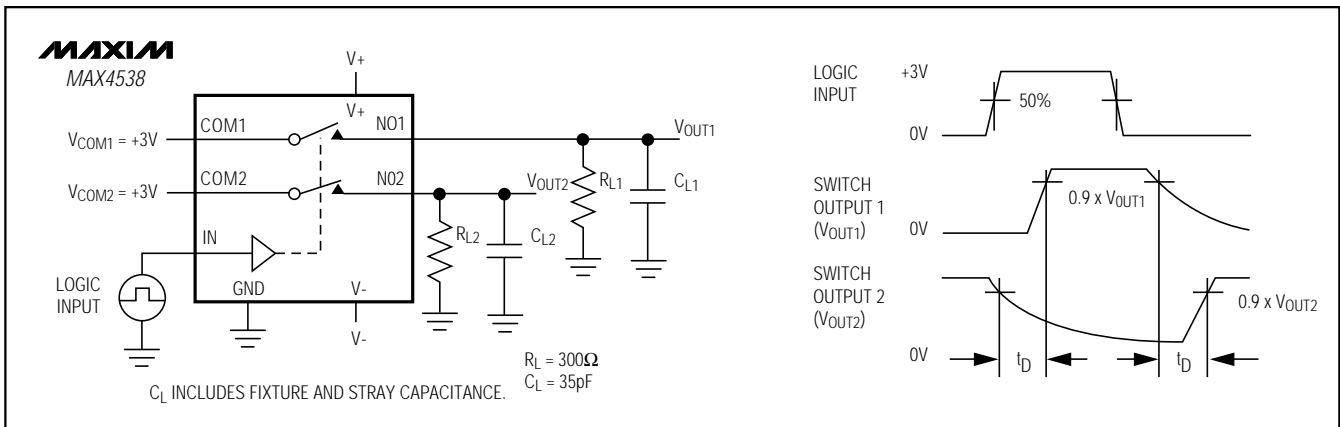 MAXIM
MAX4538
V+
V+
COM1
NO1
VCOM1 = +3V
VOUT1
COM2
N02
VCOM2 = +3V
VOUT2
RL1
CL1
RL2
CL2
IN
LOGIC
INPUT
GND
V-
V-
RL = 300Ω
CL = 35pF
CL INCLUDES FIXTURE AND STRAY CAPACITANCE.
LOGIC
INPUT
+3V
50%
0V
SWITCH
OUTPUT 1
(VOUT1)
0V
0.9 x VOUT1
SWITCH
OUTPUT 2
(VOUT2)
0V
0.9 x VOUT2
tD
tD